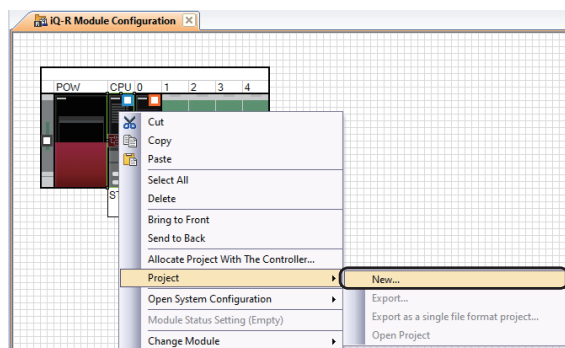 iQ-R Module Configuration
POW CPU 0 1 2 3 4
Cut
Copy
Paste
Select All
Delete
Bring to Front
Send to Back
Allocate Project With The Controller...
Project
New...
Open System Configuration
Export...
Module Status Setting (Empty)
Export as a single file format project...
Change Module
Open Project